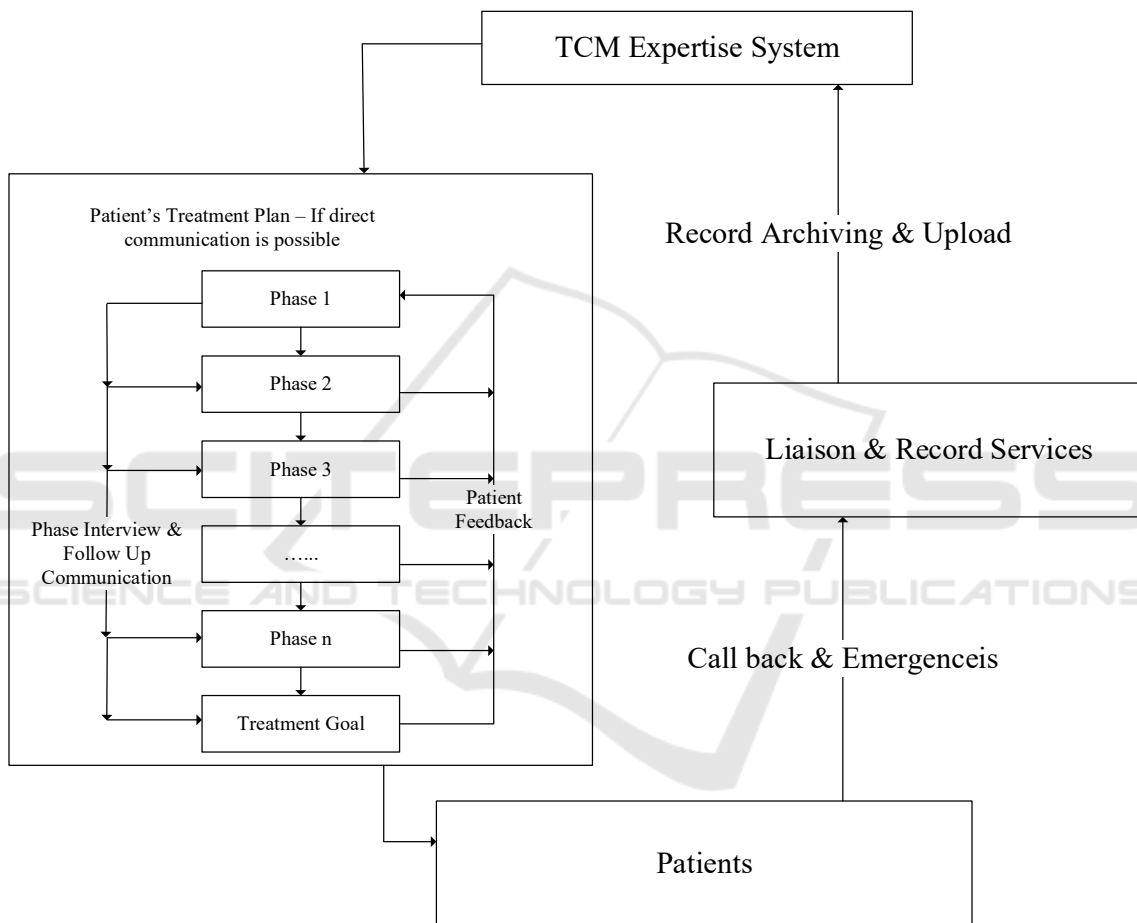 TCM Expertise System
Patient’s Treatment Plan – If direct
communication is possible
Phase 1
Phase 2
Phase 3
…...
Phase n
Treatment Goal
Phase Interview &
Follow Up
Communication
Patient
Feedback
Record Archiving & Upload
Liaison & Record Services
Call back & Emergenceis
Patients
SCITEPRESS
SCIENCE AND TECHNOLOGY PUBLICATIONS